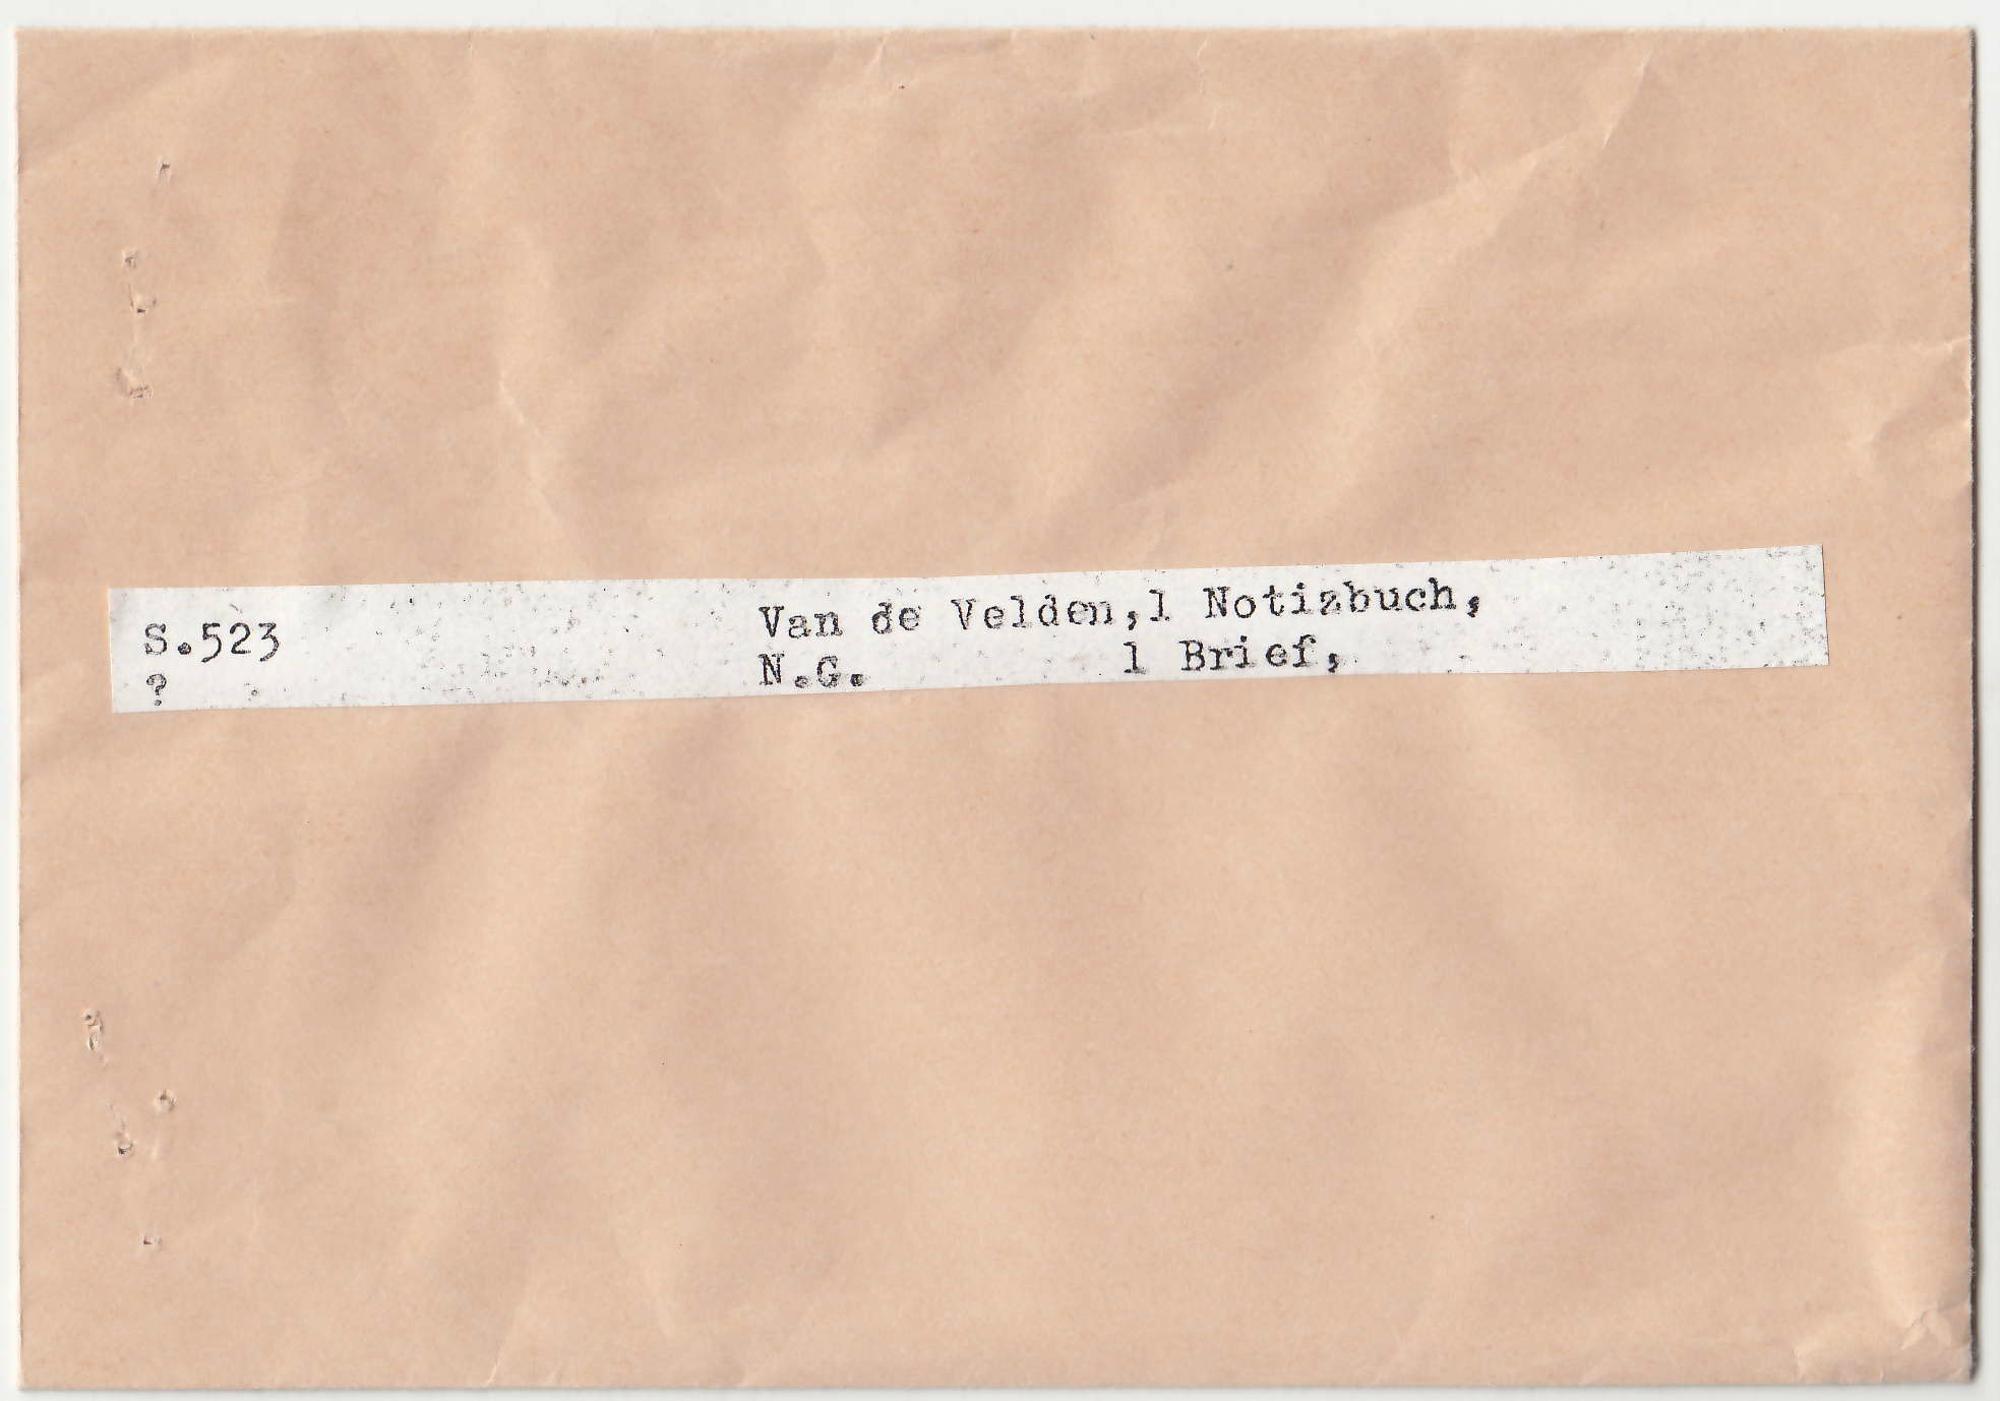 S.523 Van de Velden,1 Notizbuch,
? N.G. 1 Brief,